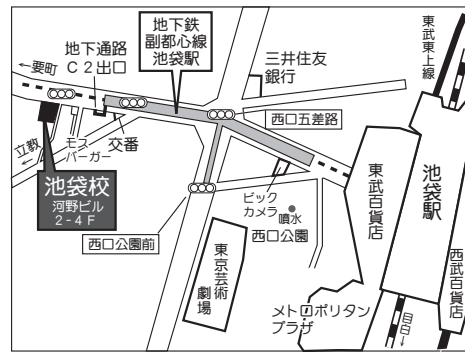 ←要町
地下通路
C2出口
地下鉄
副都心線
池袋駅
三井住友
銀行
東武東上線
西口五差路
立教
モス
バーガー
交番
池袋校
河野ビル
2-4F
西口公園前
ビック
カメラ
噴水
西口公園
東京芸術
劇場
東武百貨店
池袋駅
西武百貨店
メトロポリタン
プラザ
目白→